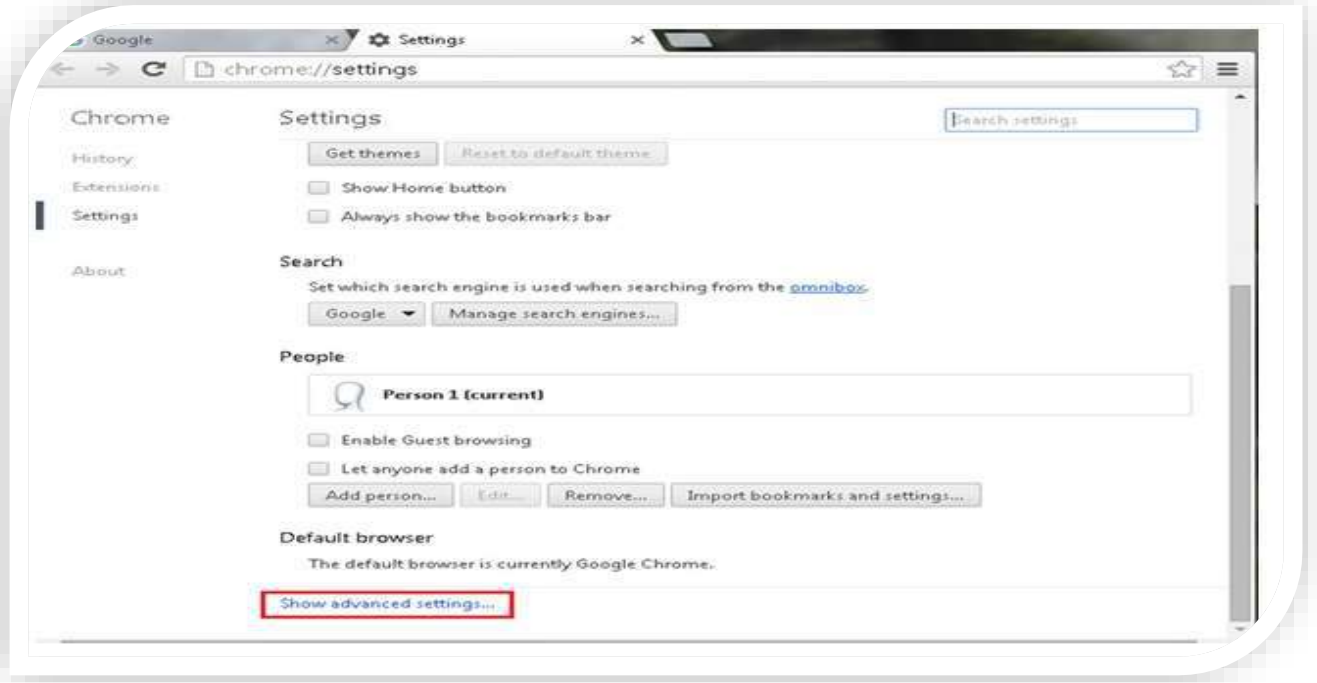 Google
Settings
chrome://settings
Chrome
Settings
Search settings
History
Get themes
Reset to default theme
Extensions
Show Home button
Settings
Always show the bookmarks bar
About
Search
Set which search engine is used when searching from the omnibox.
Google
Manage search engines...
People
Person 1 (current)
Enable Guest browsing
Let anyone add a person to Chrome
Add person...
Edit...
Remove...
Import bookmarks and settings...
Default browser
The default browser is currently Google Chrome.
Show advanced settings...